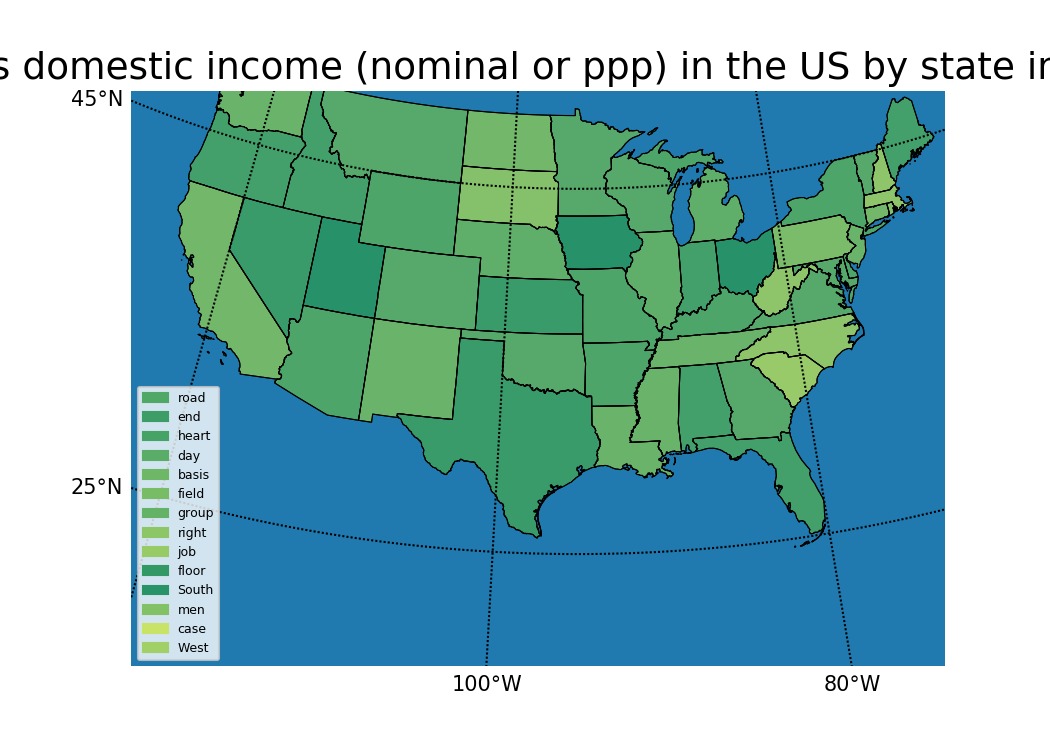 s domestic income (nominal or ppp) in the US by state in
45°N
25°N
road
end
heart
day
basis
field
group
right
job
floor
South
men
case
West
100°W 80°W